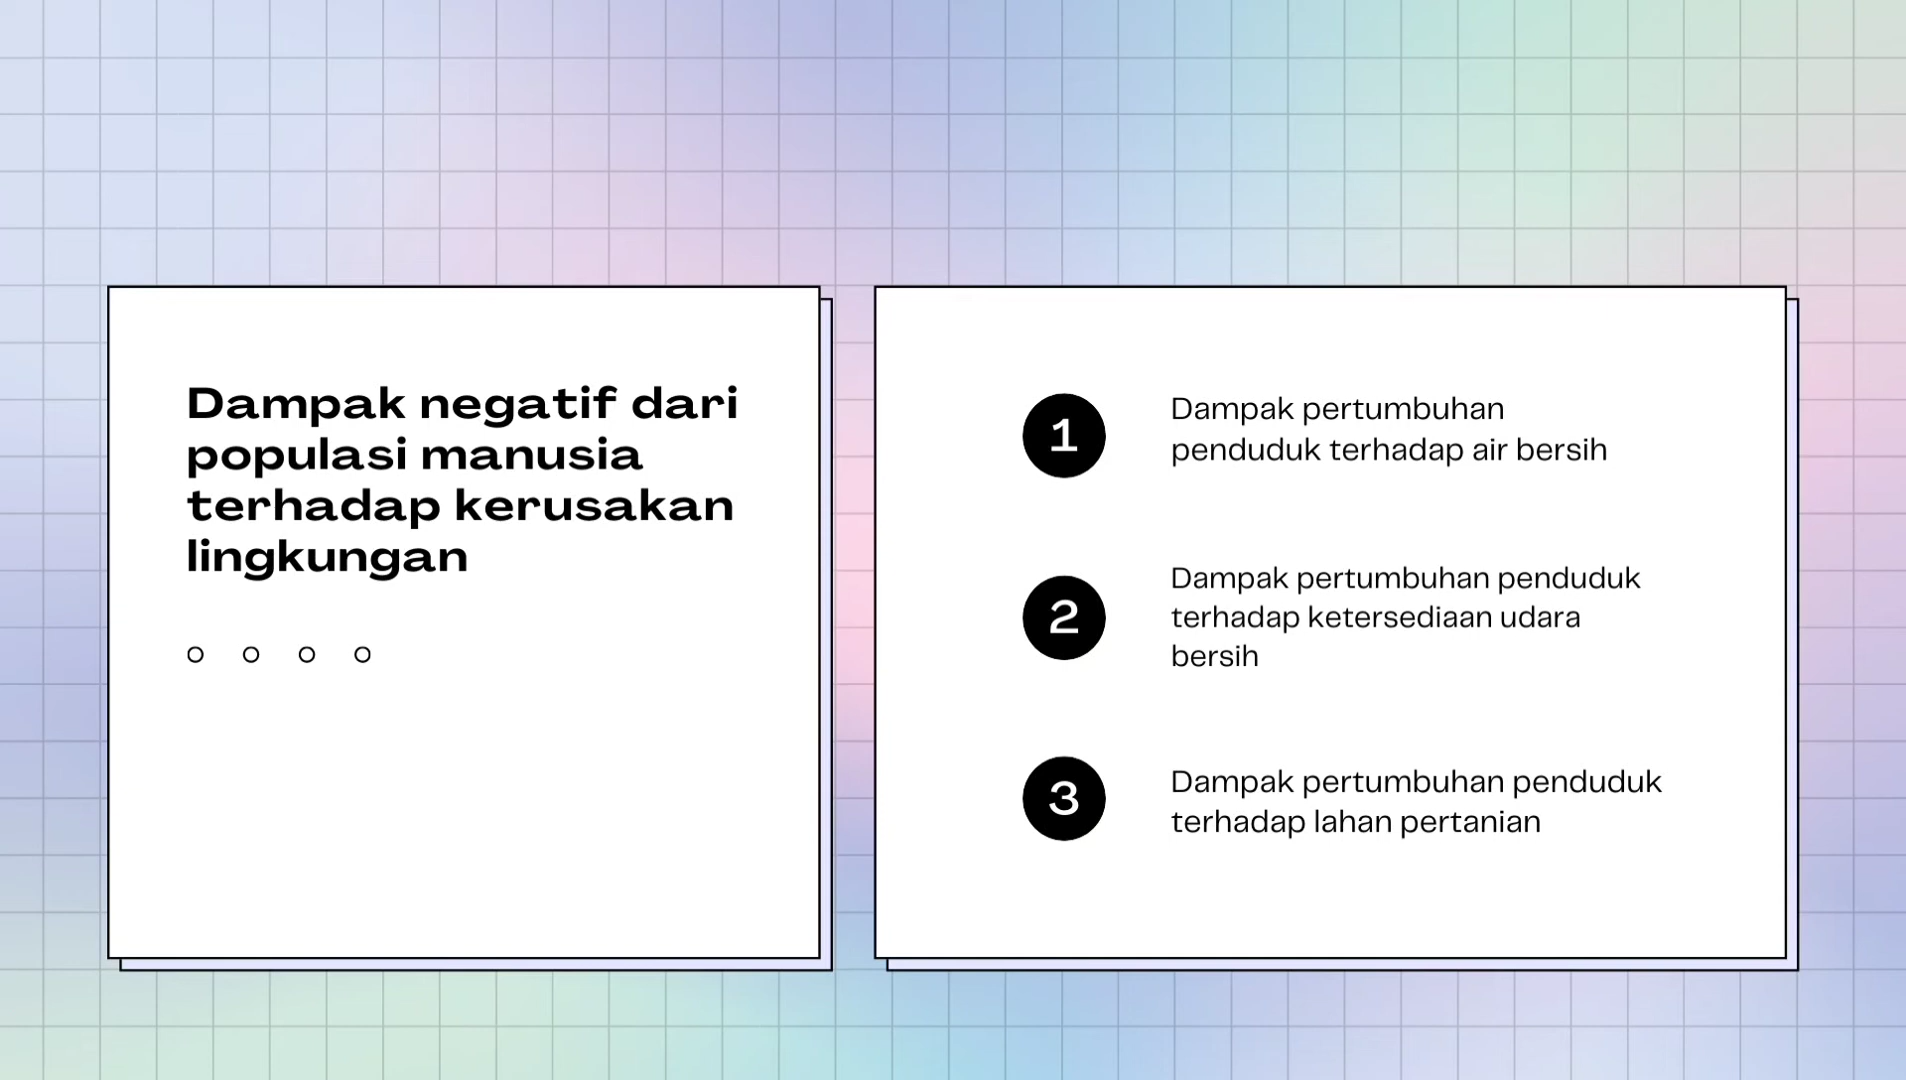 Dampak negatif dari
populasi manusia
terhadap kerusakan
lingkungan
1
Dampak pertumbuhan
penduduk terhadap air bersih
2
Dampak pertumbuhan penduduk
terhadap ketersediaan udara
bersih
3
Dampak pertumbuhan penduduk
terhadap lahan pertanian